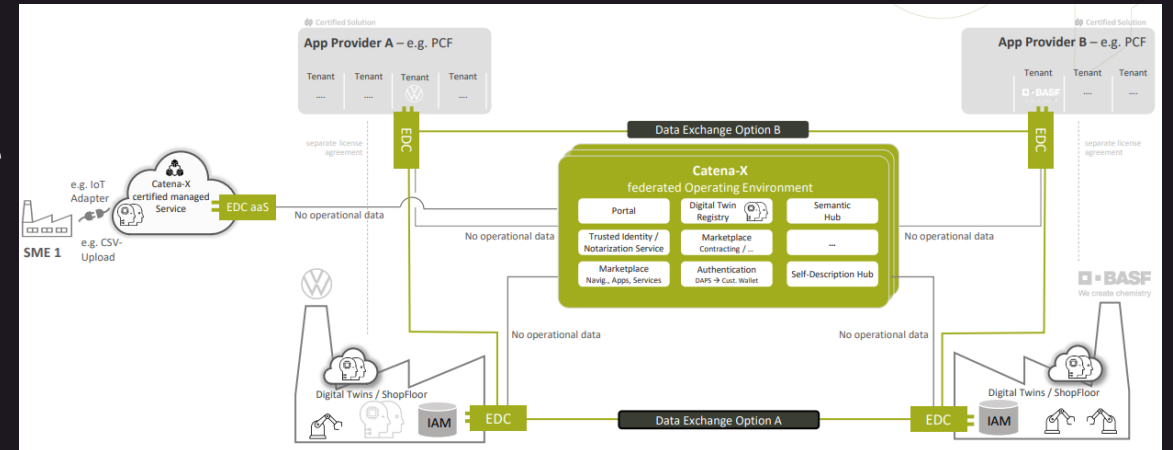 Certified Solution
App Provider A – e.g. PCF
Tenant Tenant Tenant Tenant
.... .... ....
EDC
separate license
agreement
Certified Solution
App Provider B – e.g. PCF
Tenant Tenant Tenant
BASF .... ....
EDC
separate license
agreement
Data Exchange Option B
Catena-X
federated Operating Environment
Portal
Digital Twin
Registry
Semantic
Hub
Trusted Identity /
Notarization Service
Marketplace
Contracting / ...
...
Marketplace
Navig., Apps, Services
Authentication
DAPS → Cust. Wallet
Self-Description Hub
e.g. IoT
Adapter
Catena-X
certified managed
Service
EDC aaS
SME 1
e.g. CSV-
Upload
No operational data
No operational data
No operational data
No operational data
No operational data
BASF
We create chemistry
Digital Twins / ShopFloor
IAM
EDC
Data Exchange Option A
EDC
Digital Twins / ShopFloor
IAM